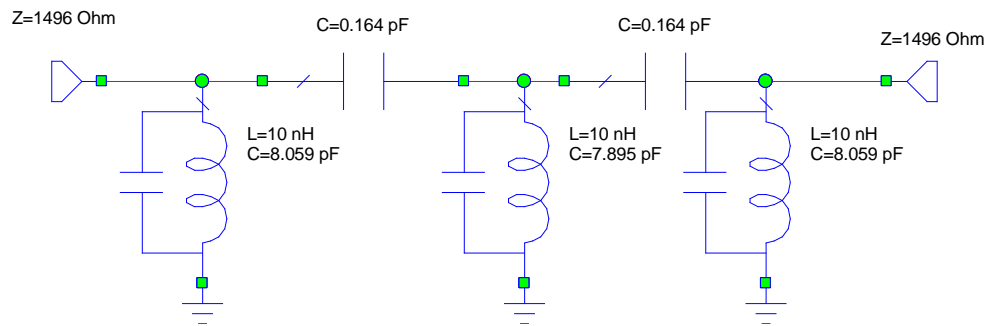 Z=1496 Ohm
C=0.164 pF
C=0.164 pF
Z=1496 Ohm
L=10 nH
C=8.059 pF
L=10 nH
C=7.895 pF
L=10 nH
C=8.059 pF